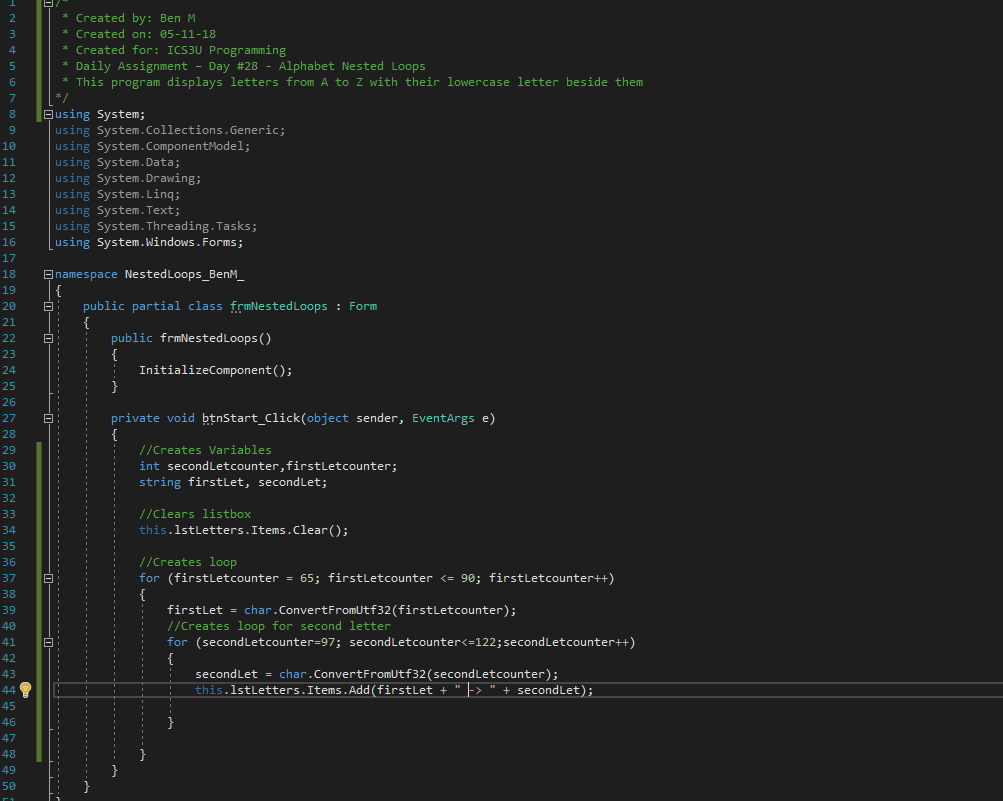 1 /*
2 * Created by: Ben M
3 * Created on: 05-11-18
4 * Created for: ICS3U Programming
5 * Daily Assignment – Day #28 - Alphabet Nested Loops
6 * This program displays letters from A to Z with their lowercase letter beside them
7 */
8 using System;
9 using System.Collections.Generic;
10 using System.ComponentModel;
11 using System.Data;
12 using System.Drawing;
13 using System.Linq;
14 using System.Text;
15 using System.Threading.Tasks;
16 using System.Windows.Forms;
17
18 namespace NestedLoops_BenM_
19 {
20 public partial class frmNestedLoops : Form
21 {
22 public frmNestedLoops()
23 {
24 InitializeComponent();
25 }
26
27 private void btnStart_Click(object sender, EventArgs e)
28 {
29 //Creates Variables
30 int secondLetcounter,firstLetcounter;
31 string firstLet, secondLet;
32
33 //Clears listbox
34 this.lstLetters.Items.Clear();
35
36 //Creates loop
37 for (firstLetcounter = 65; firstLetcounter <= 90; firstLetcounter++)
38 {
39 firstLet = char.ConvertFromUtf32(firstLetcounter);
40 //Creates loop for second letter
41 for (secondLetcounter=97; secondLetcounter<=122;secondLetcounter++)
42 {
43 secondLet = char.ConvertFromUtf32(secondLetcounter);
44 this.lstLetters.Items.Add(firstLet + " -> " + secondLet);
45
46 }
47
48 }
49 }
50 }
51 }